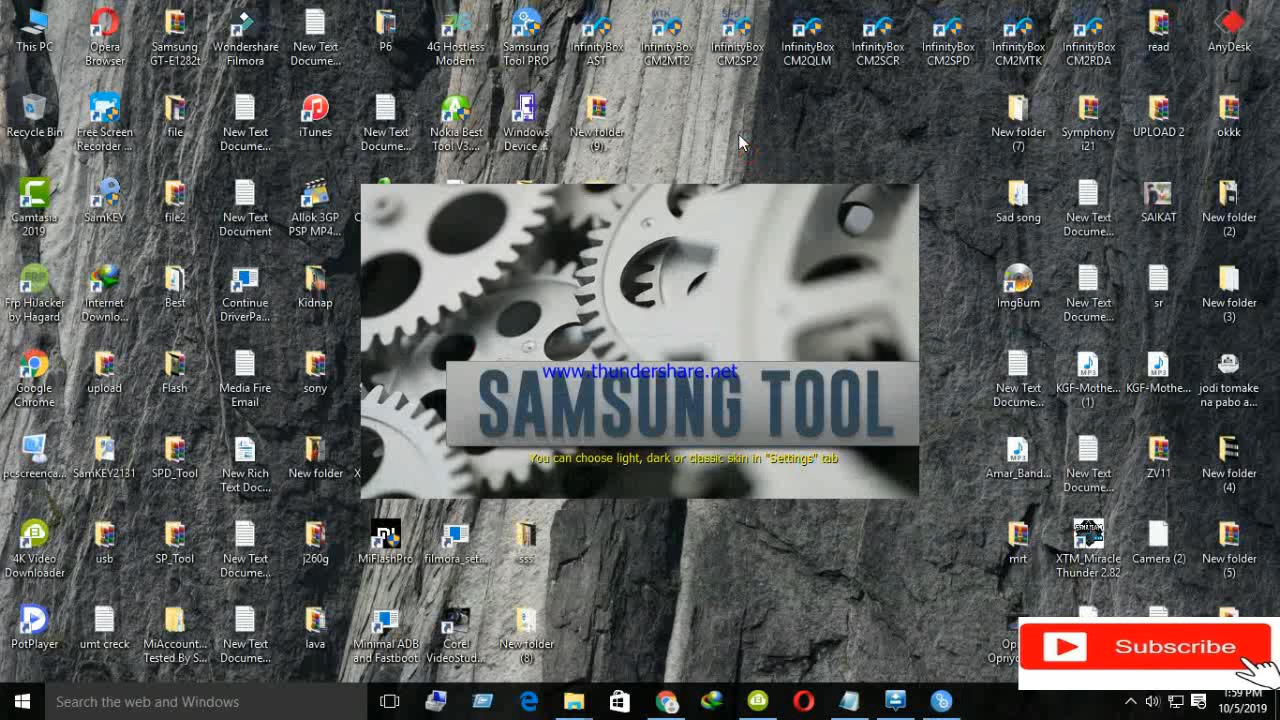 This PC
Opera
Browser
Samsung
GT-E1282t
Wondershare
Filmora
New Text
Docume...
P6
4G Hostless
Modem
Samsung
Tool PRO
InfinityBox
AST
MTK
InfinityBox
CM2MT2
InfinityBox
CM2SP2
InfinityBox
CM2QLM
InfinityBox
CM2SCR
InfinityBox
CM2SPD
InfinityBox
CM2MTK
InfinityBox
CM2RDA
read
AnyDesk
Recycle Bin
Free Screen
Recorder ...
file
New Text
Docume...
iTunes
New Text
Docume...
Nokia Best
Tool V3....
Windows
Device ...
New folder
(9)
New folder
(7)
Symphony
i21
UPLOAD 2
okkk
Camtasia
2019
SamKEY
file2
New Text
Document
Allok 3GP
PSP MP4...
Sad song
New Text
Docume...
SAIKAT
New folder
(2)
Frp HiJacker
by Hagard
Internet
Downlo...
Best
Continue
DriverPa...
Kidnap
ImgBurn
New Text
Docume...
sr
New folder
(3)
www.thundershare.net
SAMSUNG TOOL
You can choose light, dark or classic skin in "Settings" tab
Google
Chrome
upload
Flash
Media Fire
Email
sony
New Text
Docume...
MP3
KGF-Mothe...
(1)
MP3
KGF-Mothe...
jodi tomake
na pabo a...
pcscreenca...
SamKEY2131
SPD_Tool
New Rich
Text Doc...
New folder
MP3
Amar_Band...
New Text
Docume...
ZV11
New folder
(4)
4K Video
Downloader
usb
SP_Tool
New Text
Docume...
j260g
MiFlashPro
filmora_set...
sss
mrt
XTM_Miracle
Thunder 2.82
Camera (2)
New folder
(5)
PotPlayer
umt creck
MiAccount...
Tested By S...
New Text
Docume...
lava
Minimal ADB
and Fastboot
Corel
VideoStud...
New folder
(8)
Subscribe
Search the web and Windows
1:59 PM
10/5/2019